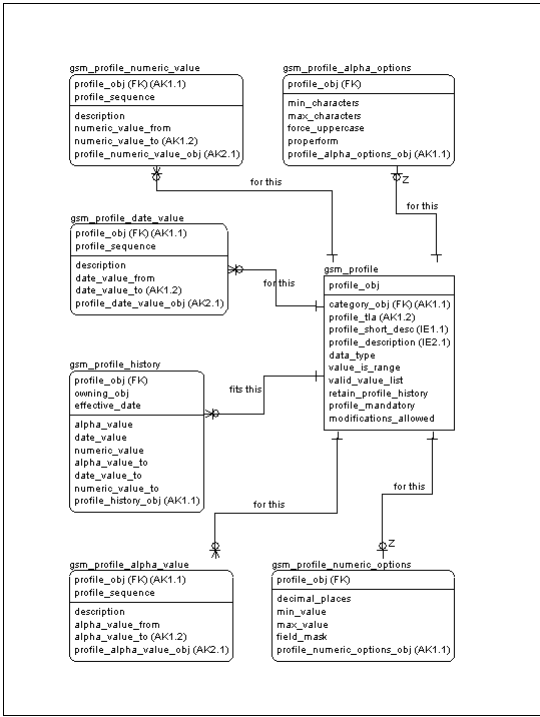 gsm_profile_numeric_value
profile_obj (FK) (AK1.1)
profile_sequence
description
numeric_value_from
numeric_value_to (AK1.2)
profile_numeric_value_obj (AK2.1)
gsm_profile_alpha_options
profile_obj (FK)
min_characters
max_characters
force_uppercase
properform
profile_alpha_options_obj (AK1.1)
for this
Z
for this
gsm_profile_date_value
profile_obj (FK) (AK1.1)
profile_sequence
description
date_value_from
date_value_to (AK1.2)
profile_date_value_obj (AK2.1)
for this
gsm_profile
profile_obj
category_obj (FK) (AK1.1)
profile_tla (AK1.2)
profile_short_desc (IE1.1)
profile_description (IE2.1)
data_type
value_is_range
valid_value_list
retain_profile_history
profile_mandatory
modifications_allowed
gsm_profile_history
profile_obj (FK)
owning_obj
effective_date
alpha_value
date_value
numeric_value
alpha_value_to
date_value_to
numeric_value_to
profile_history_obj (AK1.1)
fits this
for this
for this
Z
gsm_profile_alpha_value
profile_obj (FK) (AK1.1)
profile_sequence
description
alpha_value_from
alpha_value_to (AK1.2)
profile_alpha_value_obj (AK2.1)
gsm_profile_numeric_options
profile_obj (FK)
decimal_places
min_value
max_value
field_mask
profile_numeric_options_obj (AK1.1)